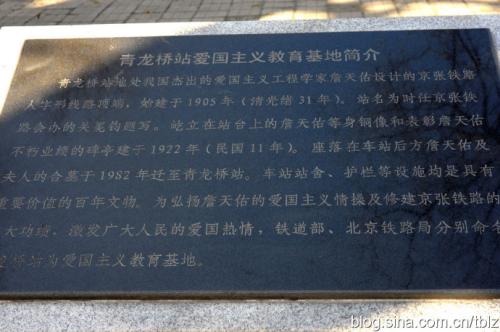 青龙桥站爱国主义教育基地简介
青龙桥站地处我国杰出的爱国主义工程学家詹天佑设计的京张铁路
人字形线路顶端，始建于1905年（清光绪31年）。站名为时任京张铁
路会办的关冕钧题写。屹立在站台上的詹天佑等身铜像和表彰詹天佑
不朽业绩的碑亭建于1922年（民国11年）。座落在车站后方詹天佑及
夫人的合墓于1982年迁至青龙桥站。车站站舍、护栏等设施均是具有
重要价值的百年文物。为弘扬詹天佑的爱国主义情操及修建京张铁路的
大功绩，激发广大人民的爱国热情，铁道部、北京铁路局分别命名
龙桥站为爱国主义教育基地。
blog.sina.com.cn/tblz